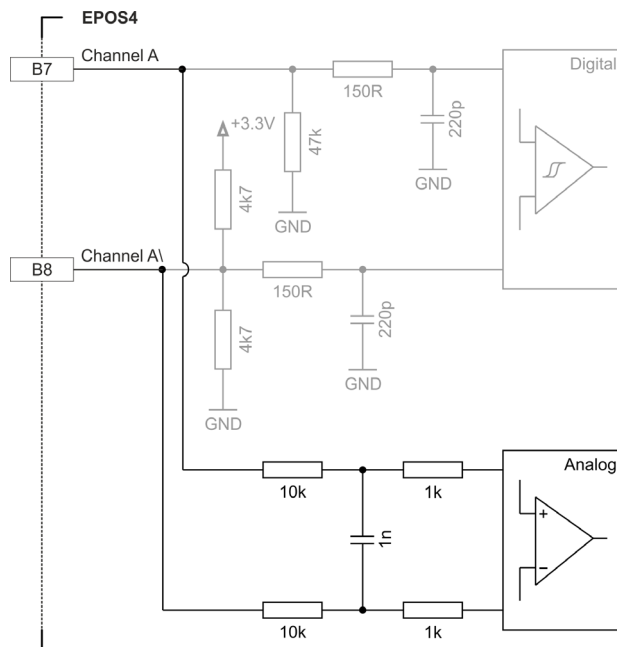 EPOS4
B7
Channel A
Digital
150R
220p
+3.3V
47k
GND
GND
4k7
B8
Channel A\
150R
4k7
220p
GND
GND
Analog
10k
1k
+
1n
−
10k
1k